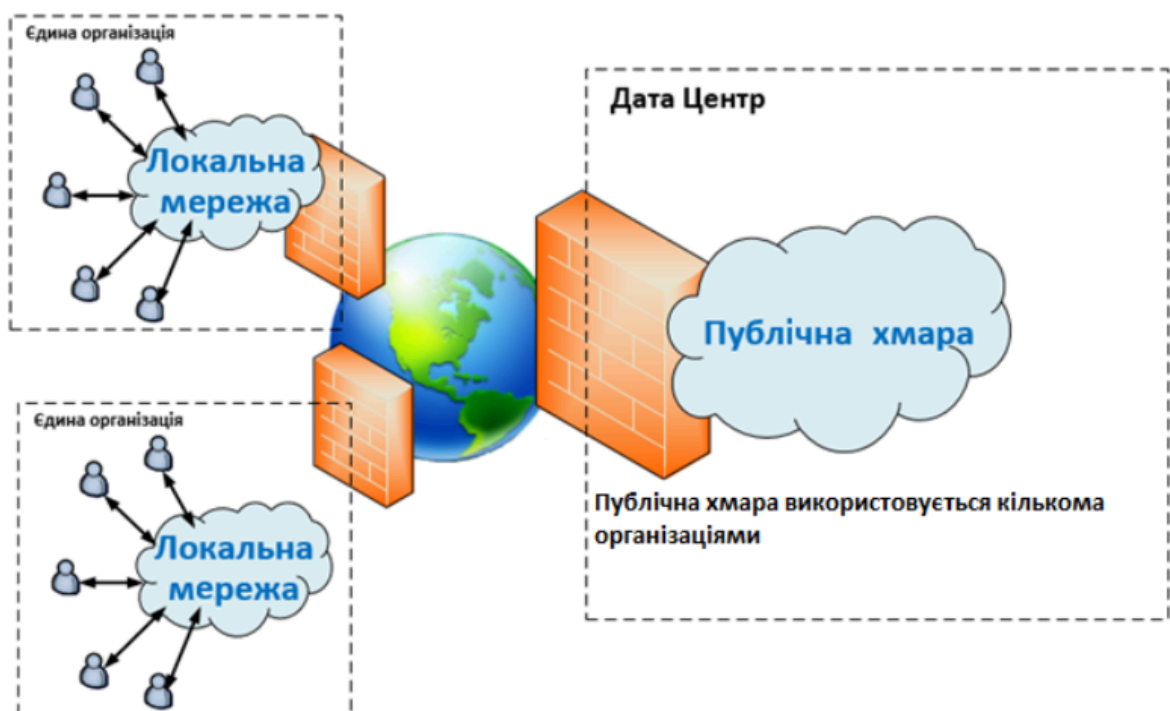 Єдина організація
Локальна
мережа
Дата Центр
Публічна хмара
Публічна хмара використовується кількома
організаціями
Єдина організація
Локальна
мережа